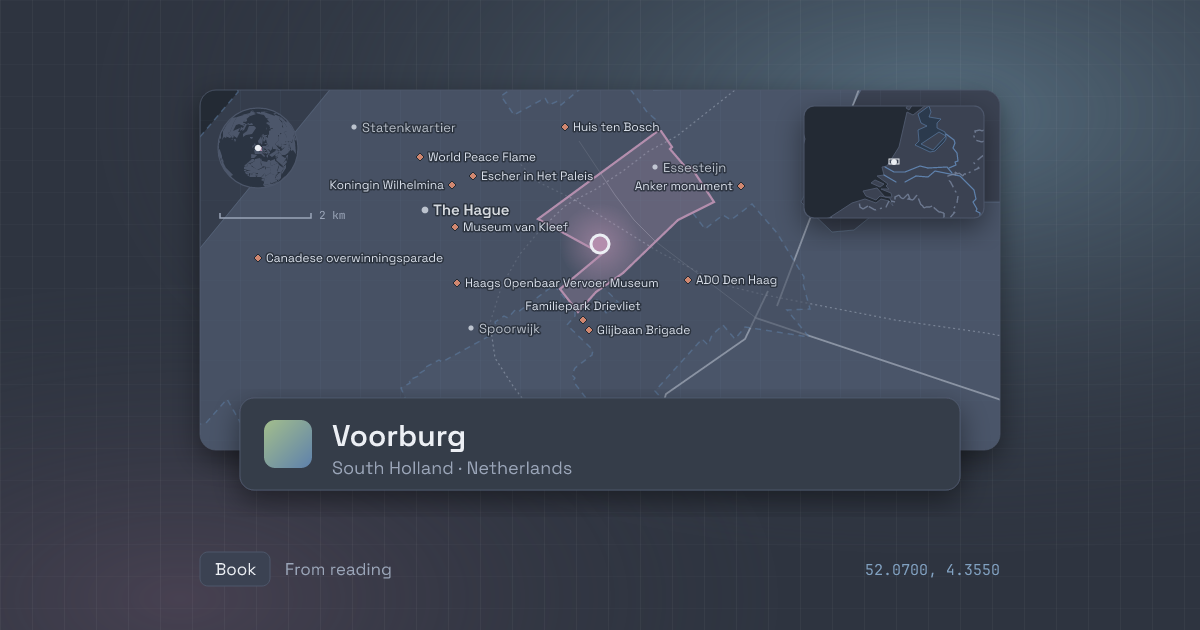 Statenkwartier
Huis ten Bosch
World Peace Flame
Essesteijn
Escher in Het Paleis
Koningin Wilhelmina
Anker monument
The Hague
2 km
Museum van Kleef
Canadese overwinningsparade
ADO Den Haag
Haags Openbaar Vervoer Museum
Familiepark Drievliet
Spoorwijk
Glijbaan Brigade
Voorburg
South Holland · Netherlands
Book
From reading
52.0700, 4.3550